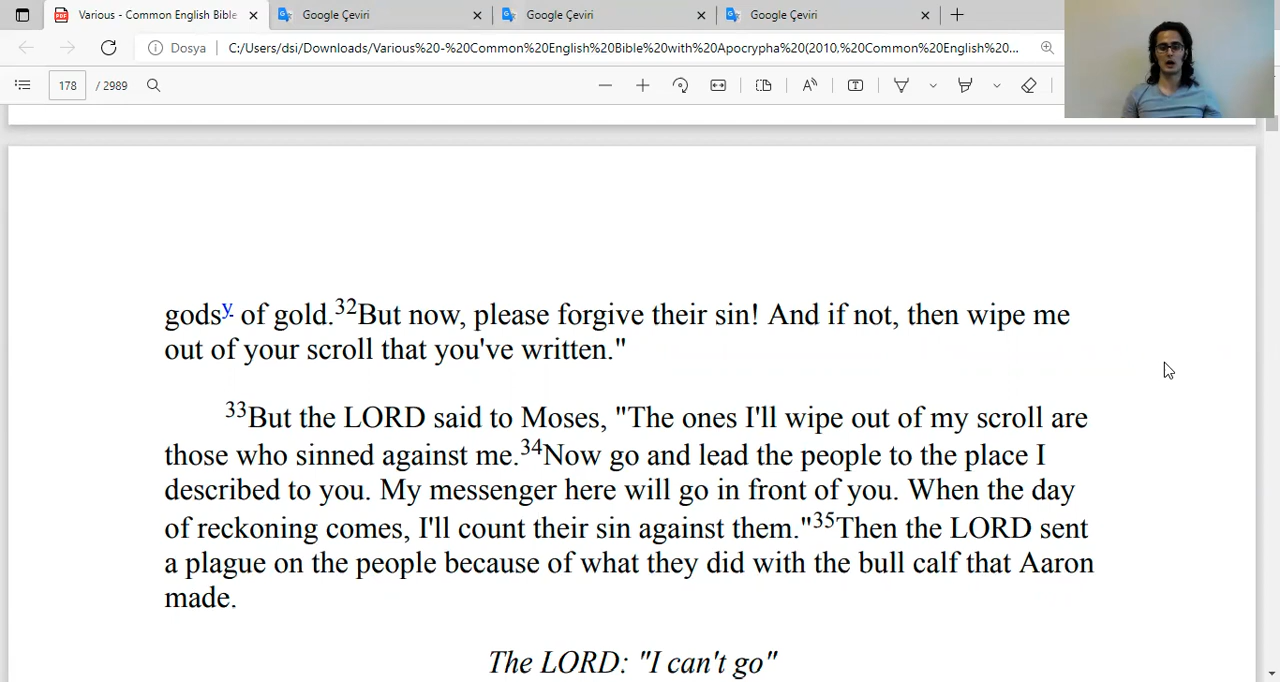 Various - Common English Bible
Google Çeviri
Google Çeviri
Google Çeviri
Dosya
C:/Users/dsi/Downloads/Various%20-%20Common%20English%20Bible%20with%20Apocrypha%20(2010,%20Common%20English%20...
178 / 2989
godsy of gold.32But now, please forgive their sin! And if not, then wipe me
out of your scroll that you've written."
33But the LORD said to Moses, "The ones I'll wipe out of my scroll are
those who sinned against me.34Now go and lead the people to the place I
described to you. My messenger here will go in front of you. When the day
of reckoning comes, I'll count their sin against them."35Then the LORD sent
a plague on the people because of what they did with the bull calf that Aaron
made.
The LORD: "I can't go"